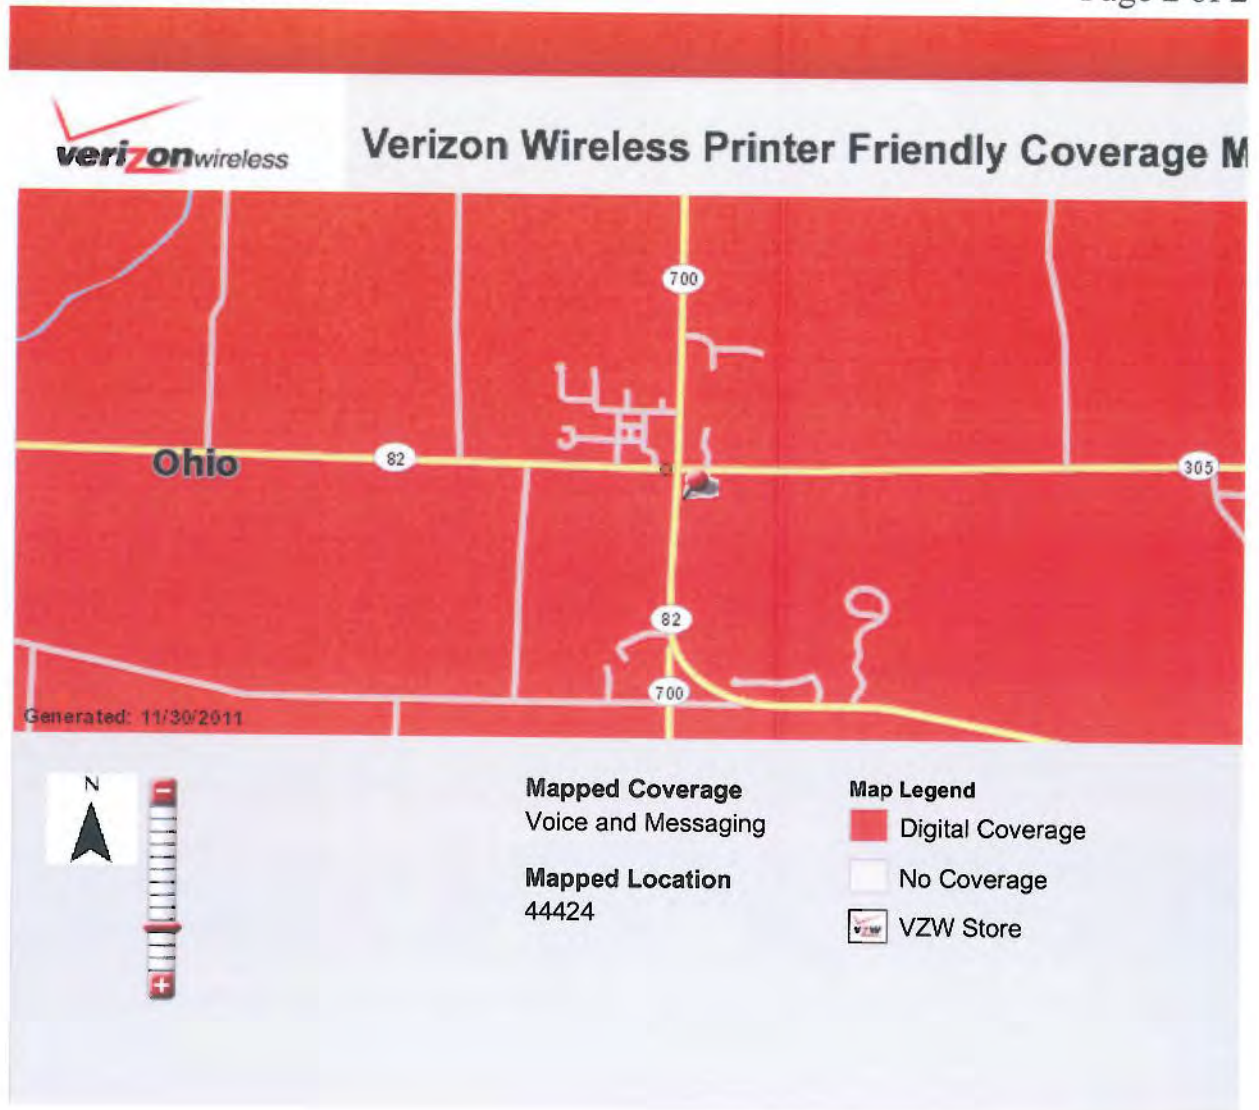 verizonwireless
Verizon Wireless Printer Friendly Coverage M
700
Ohio
82
305
82
700
Generated: 11/30/2011
N
Mapped Coverage
Voice and Messaging
Mapped Location
44424
Map Legend
Digital Coverage
No Coverage
vzw
VZW Store